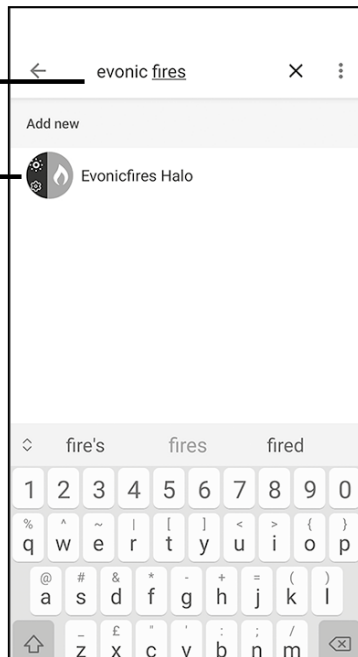 evonic fires
Add new
Evonicfires Halo
fire's fires fired
1 2 3 4 5 6 7 8 9 0
% ^ ~ | [ ] < > { }
q w e r t y u i o p
@ # & * - + = ( )
a s d f g h j k l
_ £ " ' : ; /
z x c v b n m